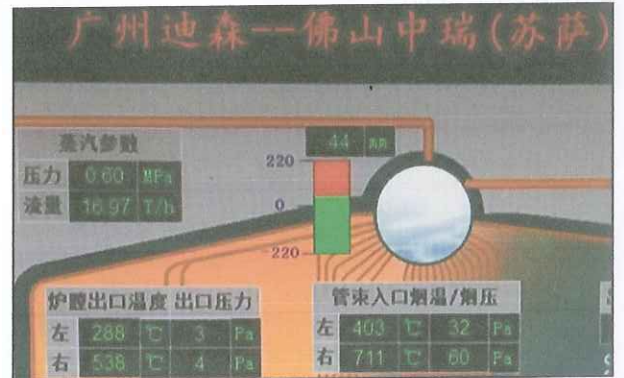 广州迪森--佛山中瑞(苏萨)
蒸汽参数
压力 0.60 MPa
流量 16.97 T/h
44 mm
220
0
-220
炉膛出口温度 出口压力
左 288 ℃ 3 Pa
右 538 ℃ 4 Pa
管束入口烟温/烟压
左 403 ℃ 32 Pa
右 711 ℃ 60 Pa